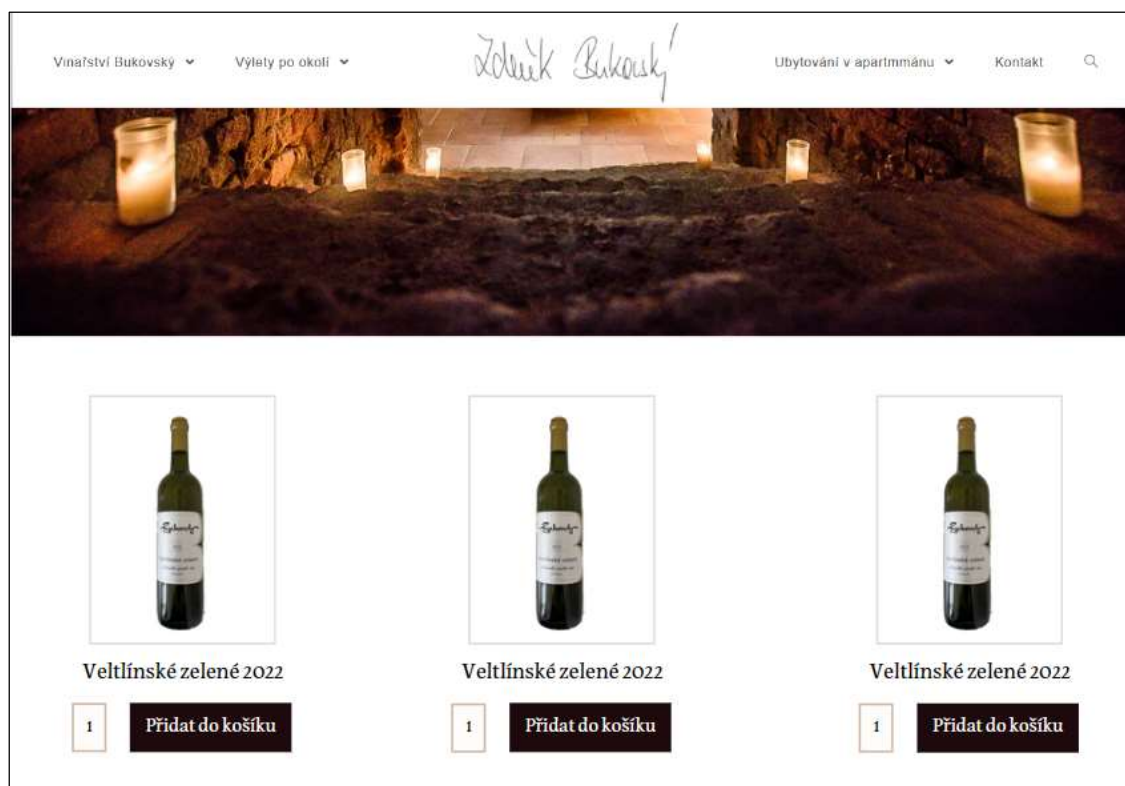 Vinařství Bukovský
Výlety po okolí
Zdeněk Bukovský
Ubytování v apartmmánu
Kontakt
Veltlínské zelené 2022
Veltlínské zelené 2022
Veltlínské zelené 2022
1 Přidat do košíku
1 Přidat do košíku
1 Přidat do košíku